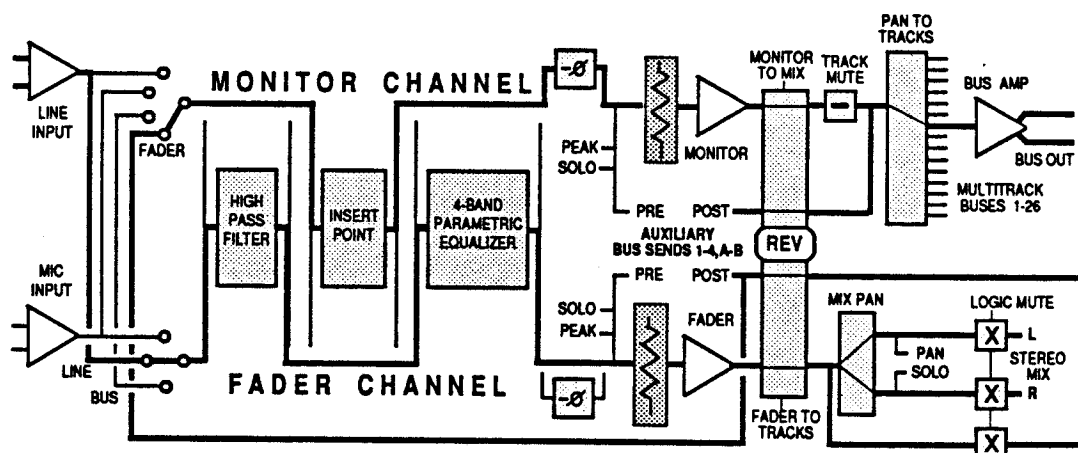 LINE
INPUT
MIC
INPUT
LINE
BUS
FADER
MONITOR CHANNEL
HIGH
PASS
FILTER
INSERT
POINT
4-BAND
PARAMETRIC
EQUALIZER
FADER CHANNEL
-Ø
PEAK
SOLO
PRE
POST
MONITOR
AUXILIARY
BUS SENDS 1-4,A-B
PRE
POST
SOLO
PEAK
FADER
-Ø
MONITOR
TO MIX
TRACK
MUTE
REV
FADER TO
TRACKS
PAN TO
TRACKS
BUS AMP
BUS OUT
MULTITRACK
BUSES 1-26
MIX PAN
PAN
SOLO
LOGIC MUTE
X
L
STEREO
MIX
X
R
X